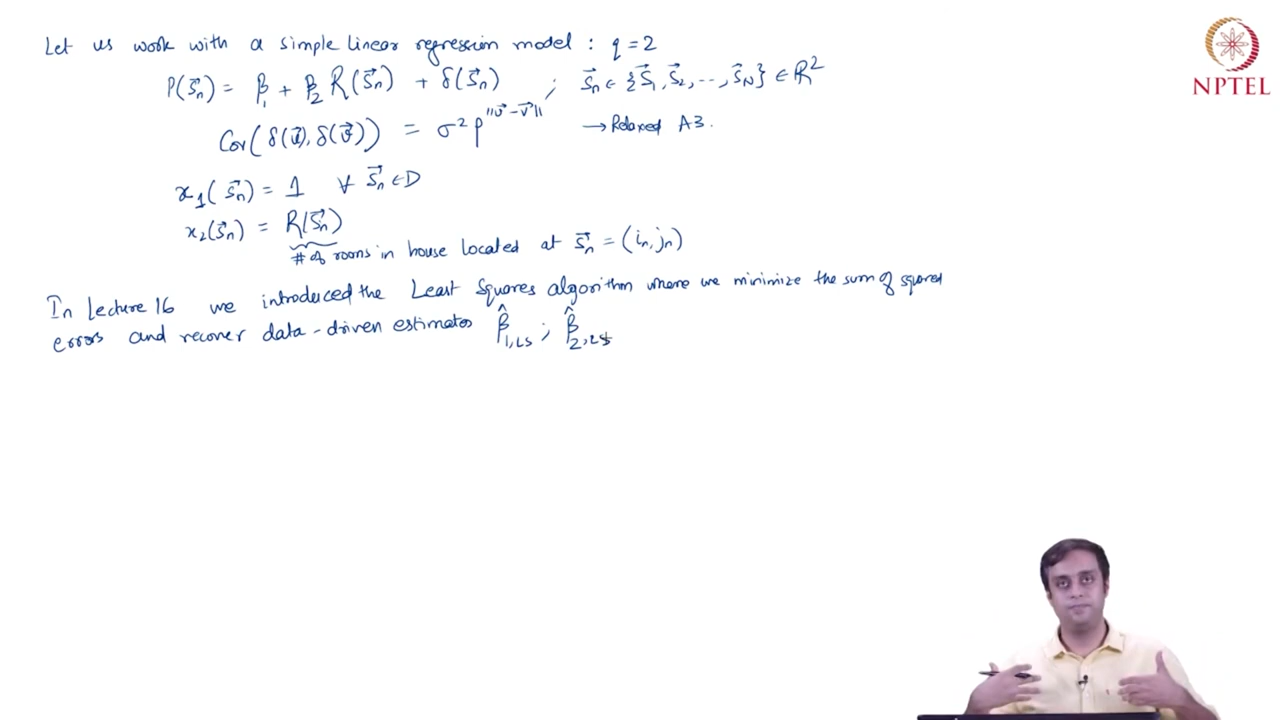 Let us work with a simple linear regression model : q = 2
NPTEL
P(s⃗n) = β1 + β2 R(s⃗n) + δ(s⃗n) ; s⃗n ∈ {s⃗1, s⃗2, ..., s⃗N} ∈ R²
Cov(δ(u⃗), δ(v⃗)) = σ² ρ^||u⃗ - v⃗|| → Relaxed A3.
x1(s⃗n) = 1 ∀ s⃗n ∈ D
x2(s⃗n) = R(s⃗n)
# of rooms in house located at s⃗n = (in, jn)
In Lecture 16 we introduced the Least Squares algorithm where we minimize the sum of squared
errors and recover data-driven estimates β̂1,LS ; β̂2,LS